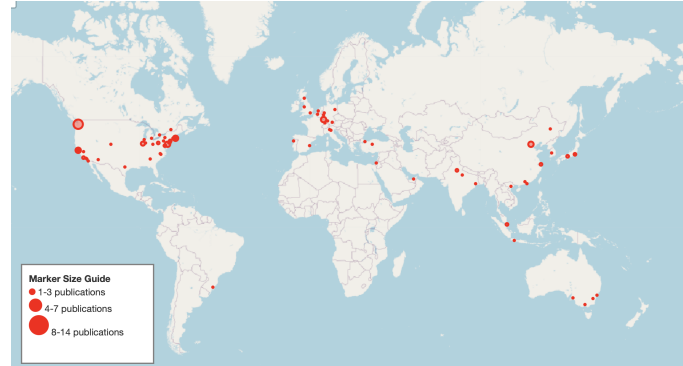 Marker Size Guide
1-3 publications
4-7 publications
8-14 publications